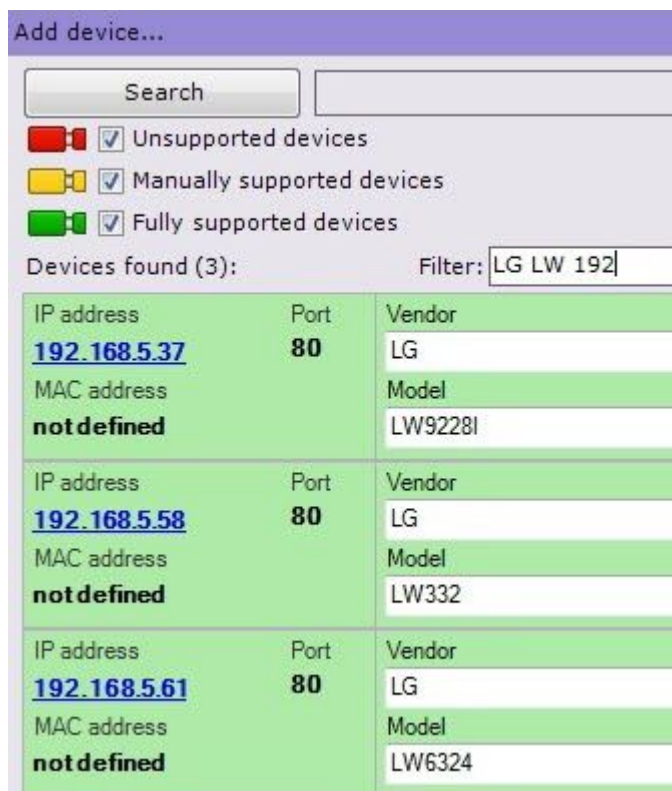 Add device...
Search
Unsupported devices
Manually supported devices
Fully supported devices
Devices found (3): Filter: LG LW 192
IP address Port Vendor
192.168.5.37 80 LG
MAC address Model
not defined LW9228I
IP address Port Vendor
192.168.5.58 80 LG
MAC address Model
not defined LW332
IP address Port Vendor
192.168.5.61 80 LG
MAC address Model
not defined LW6324